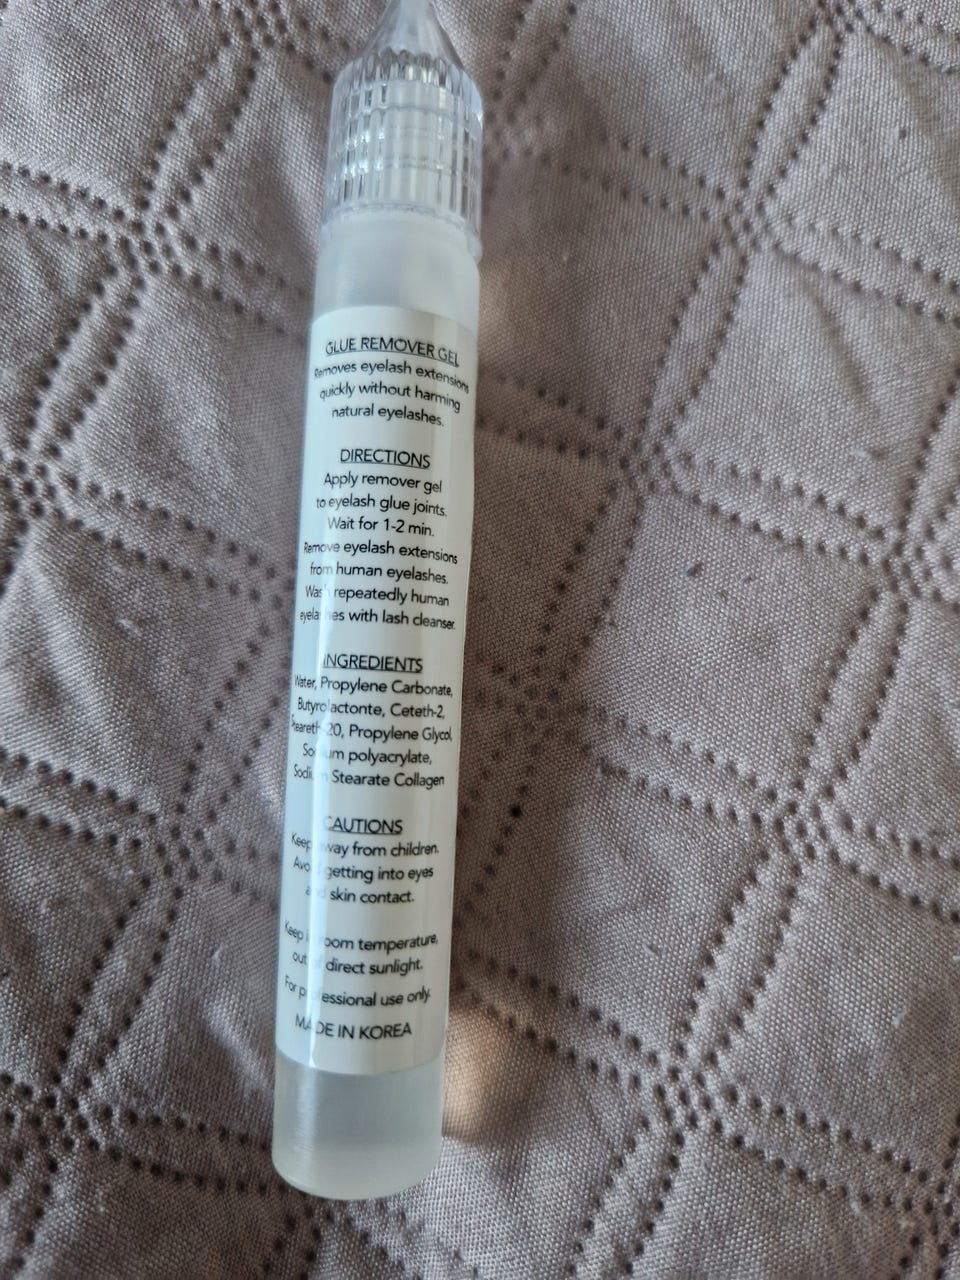 GLUE REMOVER GEL
Removes eyelash extensions
quickly without harming
natural eyelashes.
DIRECTIONS
Apply remover gel
to eyelash glue joints.
Wait for 1-2 min.
Remove eyelash extensions
from human eyelashes.
Wash repeatedly human
eyelashes with lash cleanser.
INGREDIENTS
Water, Propylene Carbonate,
Butyrolactonte, Ceteth-2,
Steareth-20, Propylene Glycol,
Sodium polyacrylate,
Sodium Stearate Collagen
CAUTIONS
Keep away from children.
Avoid getting into eyes
and skin contact.
Keep in room temperature,
out of direct sunlight.
For professional use only.
MADE IN KOREA